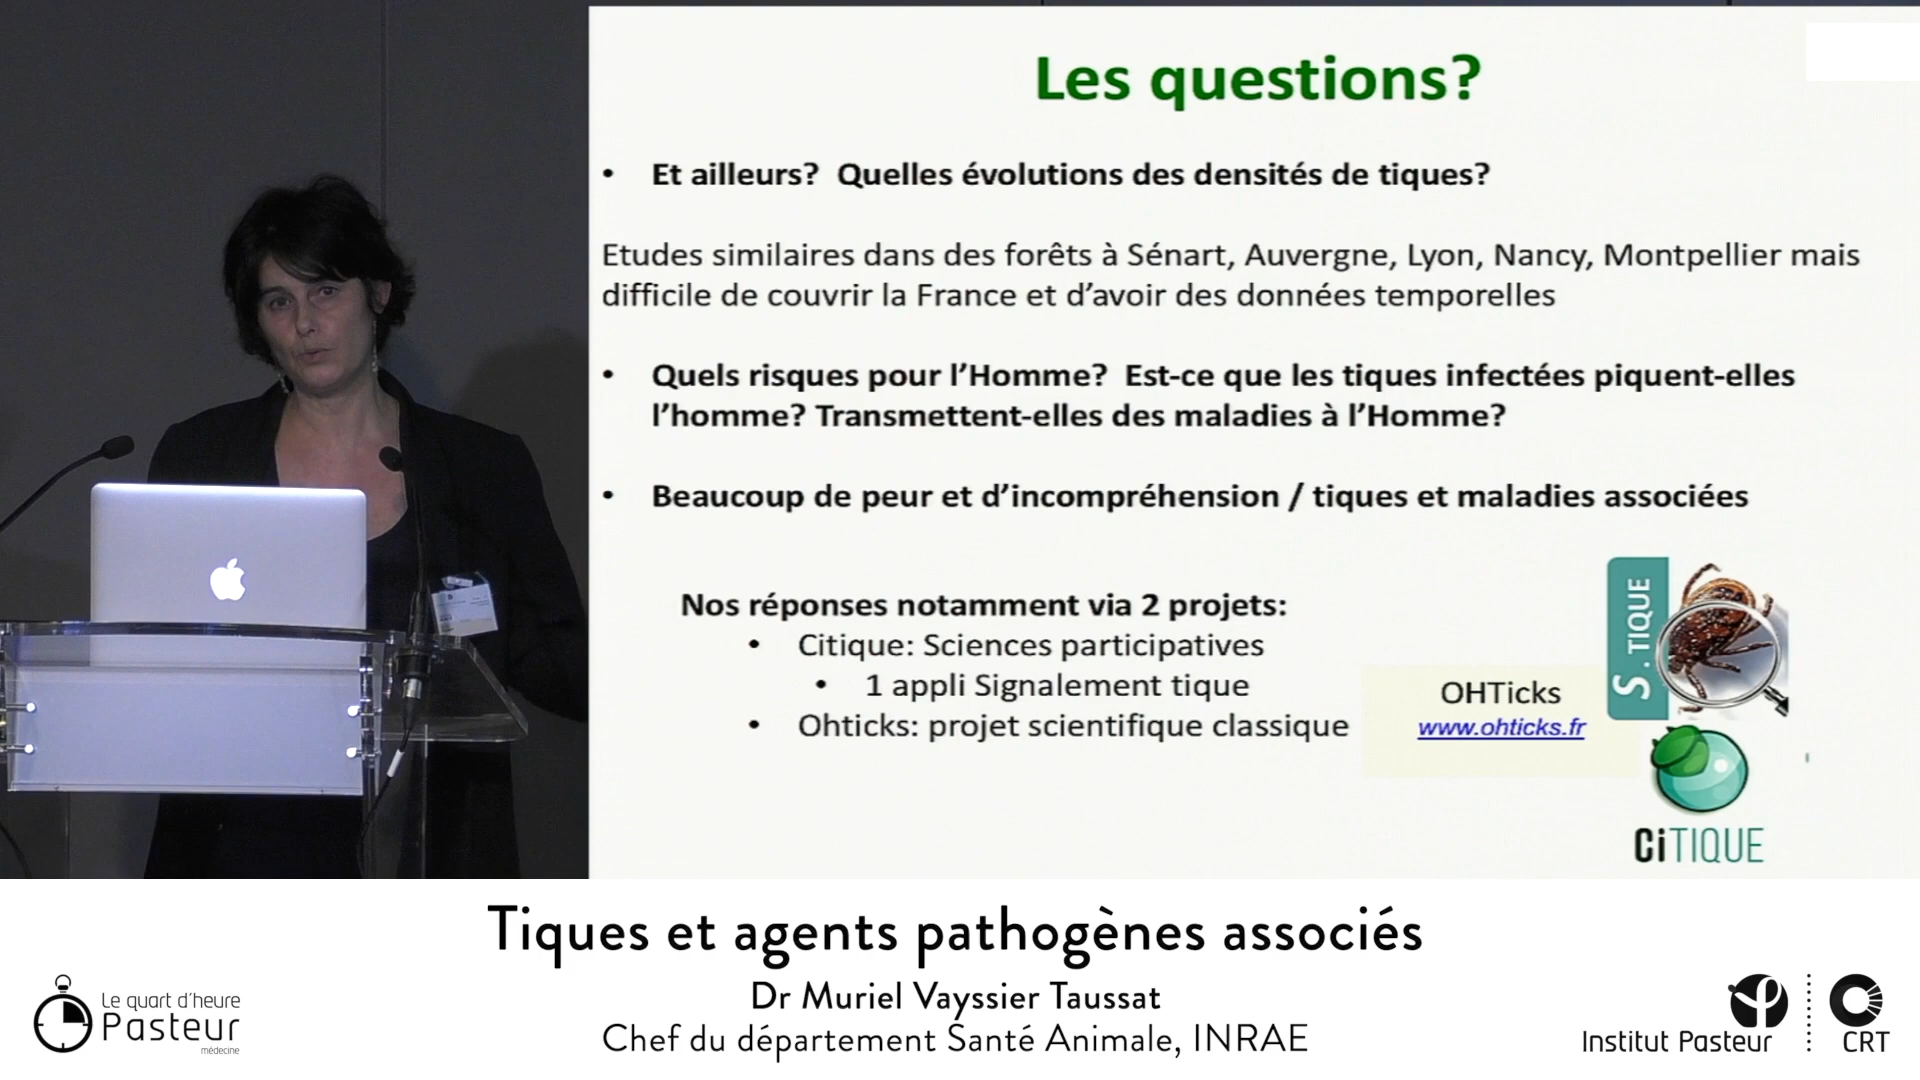 Les questions?
• Et ailleurs? Quelles évolutions des densités de tiques?
Etudes similaires dans des forêts à Sénart, Auvergne, Lyon, Nancy, Montpellier mais
difficile de couvrir la France et d’avoir des données temporelles
• Quels risques pour l’Homme? Est-ce que les tiques infectées piquent-elles
l’homme? Transmettent-elles des maladies à l’Homme?
• Beaucoup de peur et d’incompréhension / tiques et maladies associées
Nos réponses notamment via 2 projets:
• Citique: Sciences participatives
• 1 appli Signalement tique
• Ohticks: projet scientifique classique
OHTicks
www.ohticks.fr
S.TIQUE
CiTIQUE
Tiques et agents pathogènes associés
Dr Muriel Vayssier Taussat
Chef du département Santé Animale, INRAE
Le quart d’heure
Pasteur
médecine
Institut Pasteur
CRT